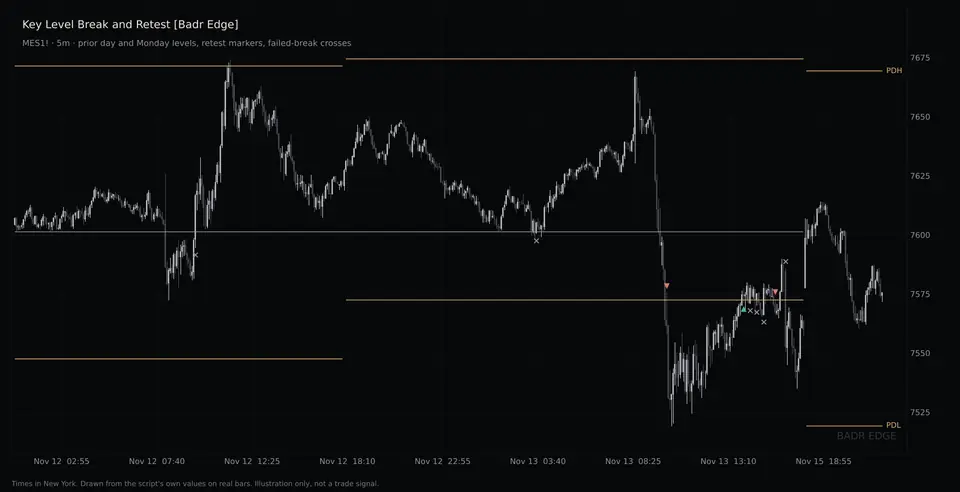 Key Level Break and Retest [Badr Edge]
MES1! · 5m · prior day and Monday levels, retest markers, failed-break crosses
7675
PDH
7650
7625
7600
7575
7550
7525
PDL
BADR EDGE
Nov 12 02:55
Nov 12 07:40
Nov 12 12:25
Nov 12 18:10
Nov 12 22:55
Nov 13 03:40
Nov 13 08:25
Nov 13 13:10
Nov 15 18:55
Times in New York. Drawn from the script's own values on real bars. Illustration only, not a trade signal.